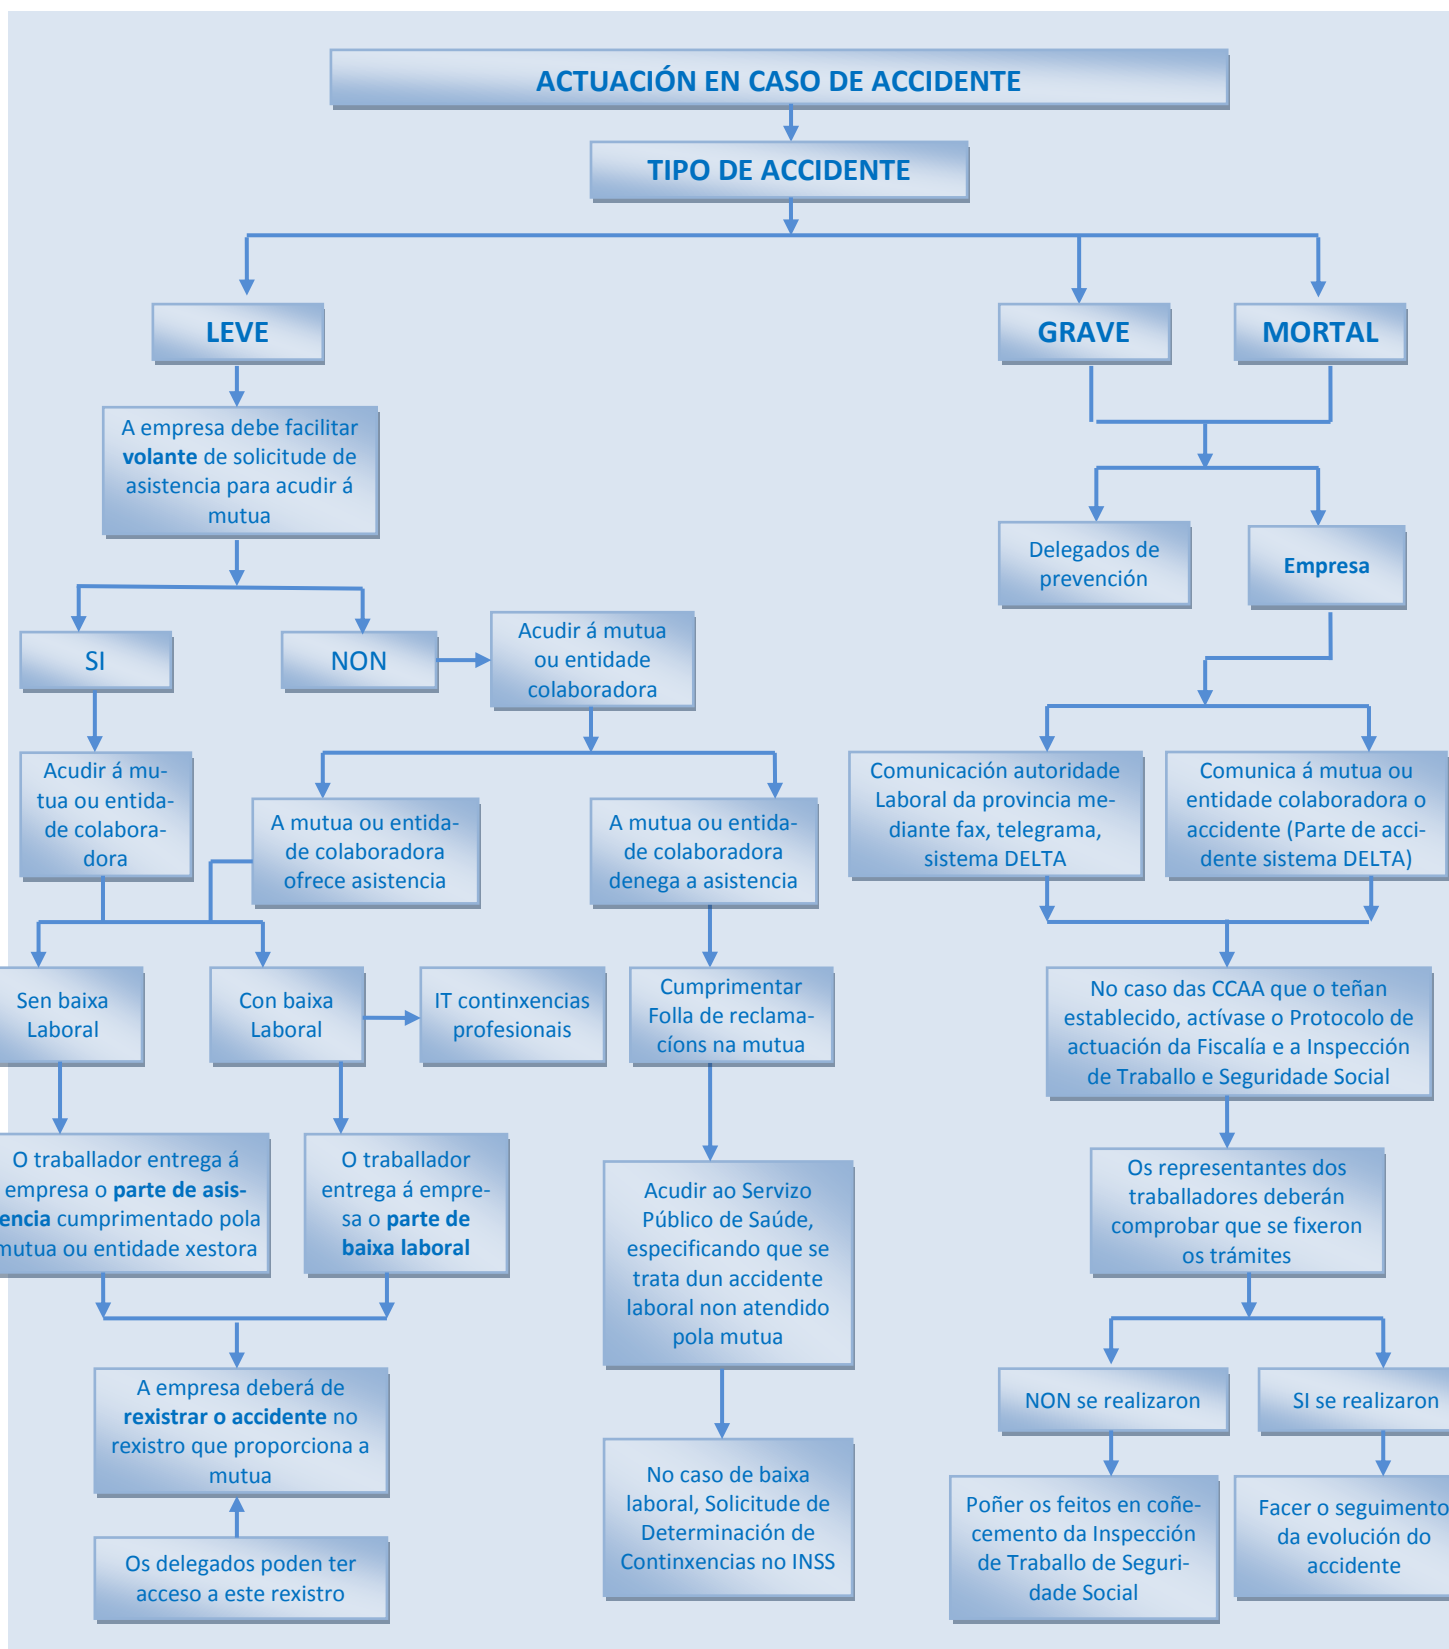 ACTUACIÓN EN CASO DE ACCIDENTE
TIPO DE ACCIDENTE
LEVE
GRAVE
MORTAL
A empresa debe facilitar
volante de solicitude de
asistencia para acudir á
mutua
Delegados de
prevención
Empresa
SI
NON
Acudir á mutua
ou entidade
colaboradora
Acudir á mu-
tua ou entida-
de colabora-
dora
A mutua ou entida-
de colaboradora
ofrece asistencia
A mutua ou entida-
de colaboradora
denega a asistencia
Comunicación autoridade
Laboral da provincia me-
diante fax, telegrama,
sistema DELTA
Comunica á mutua ou
entidade colaboradora o
accidente (Parte de acci-
dente sistema DELTA)
Sen baixa
Laboral
Con baixa
Laboral
IT continxencias
profesionais
Cumprimentar
Folla de reclama-
cíons na mutua
No caso das CCAA que o teñan
establecido, actívase o Protocolo de
actuación da Fiscalía e a Inspección
de Traballo e Seguridade Social
O traballador entrega á
empresa o parte de asis-
encia cumprimentado pola
mutua ou entidade xestora
O traballador
entrega á empre-
sa o parte de
baixa laboral
Acudir ao Servizo
Público de Saúde,
especificando que se
trata dun accidente
laboral non atendido
pola mutua
Os representantes dos
traballadores deberán
comprobar que se fixeron
os trámites
A empresa deberá de
rexistrar o accidente no
rexistro que proporciona a
mutua
NON se realizaron
SI se realizaron
No caso de baixa
laboral, Solicitude de
Determinación de
Continxencias no INSS
Poñer os feitos en coñe-
cemento da Inspección
de Traballo de Seguri-
dade Social
Facer o seguimento
da evolución do
accidente
Os delegados poden ter
acceso a este rexistro